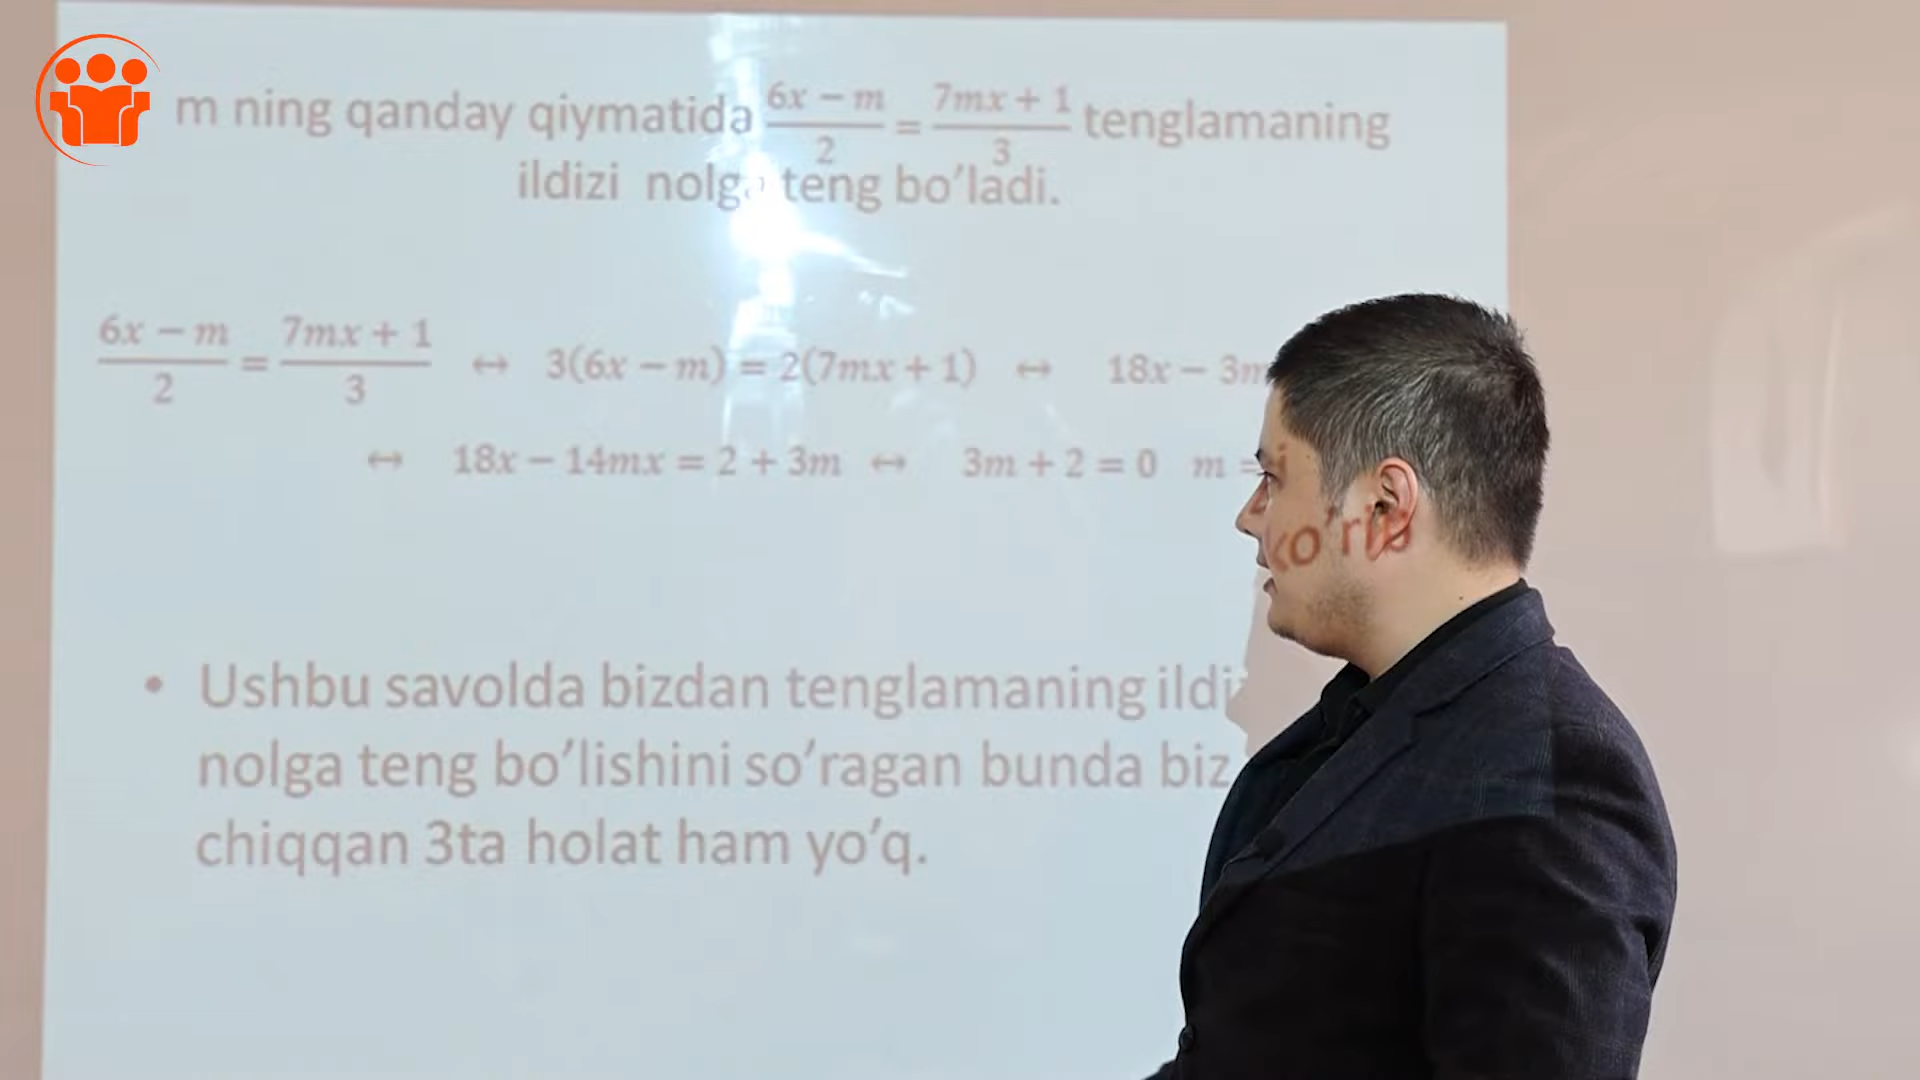 m ning qanday qiymatida (6x − m)/2 = (7mx + 1)/3 tenglamaning
ildizi nolga teng bo’ladi.
(6x − m)/2 = (7mx + 1)/3 ↔ 3(6x − m) = 2(7mx + 1) ↔ 18x − 3m
↔ 18x − 14mx = 2 + 3m ↔ 3m + 2 = 0 m =
• Ushbu savolda bizdan tenglamaning
nolga teng bo’lishini so’ragan bunda biz
chiqqan 3ta holat ham yo’q.